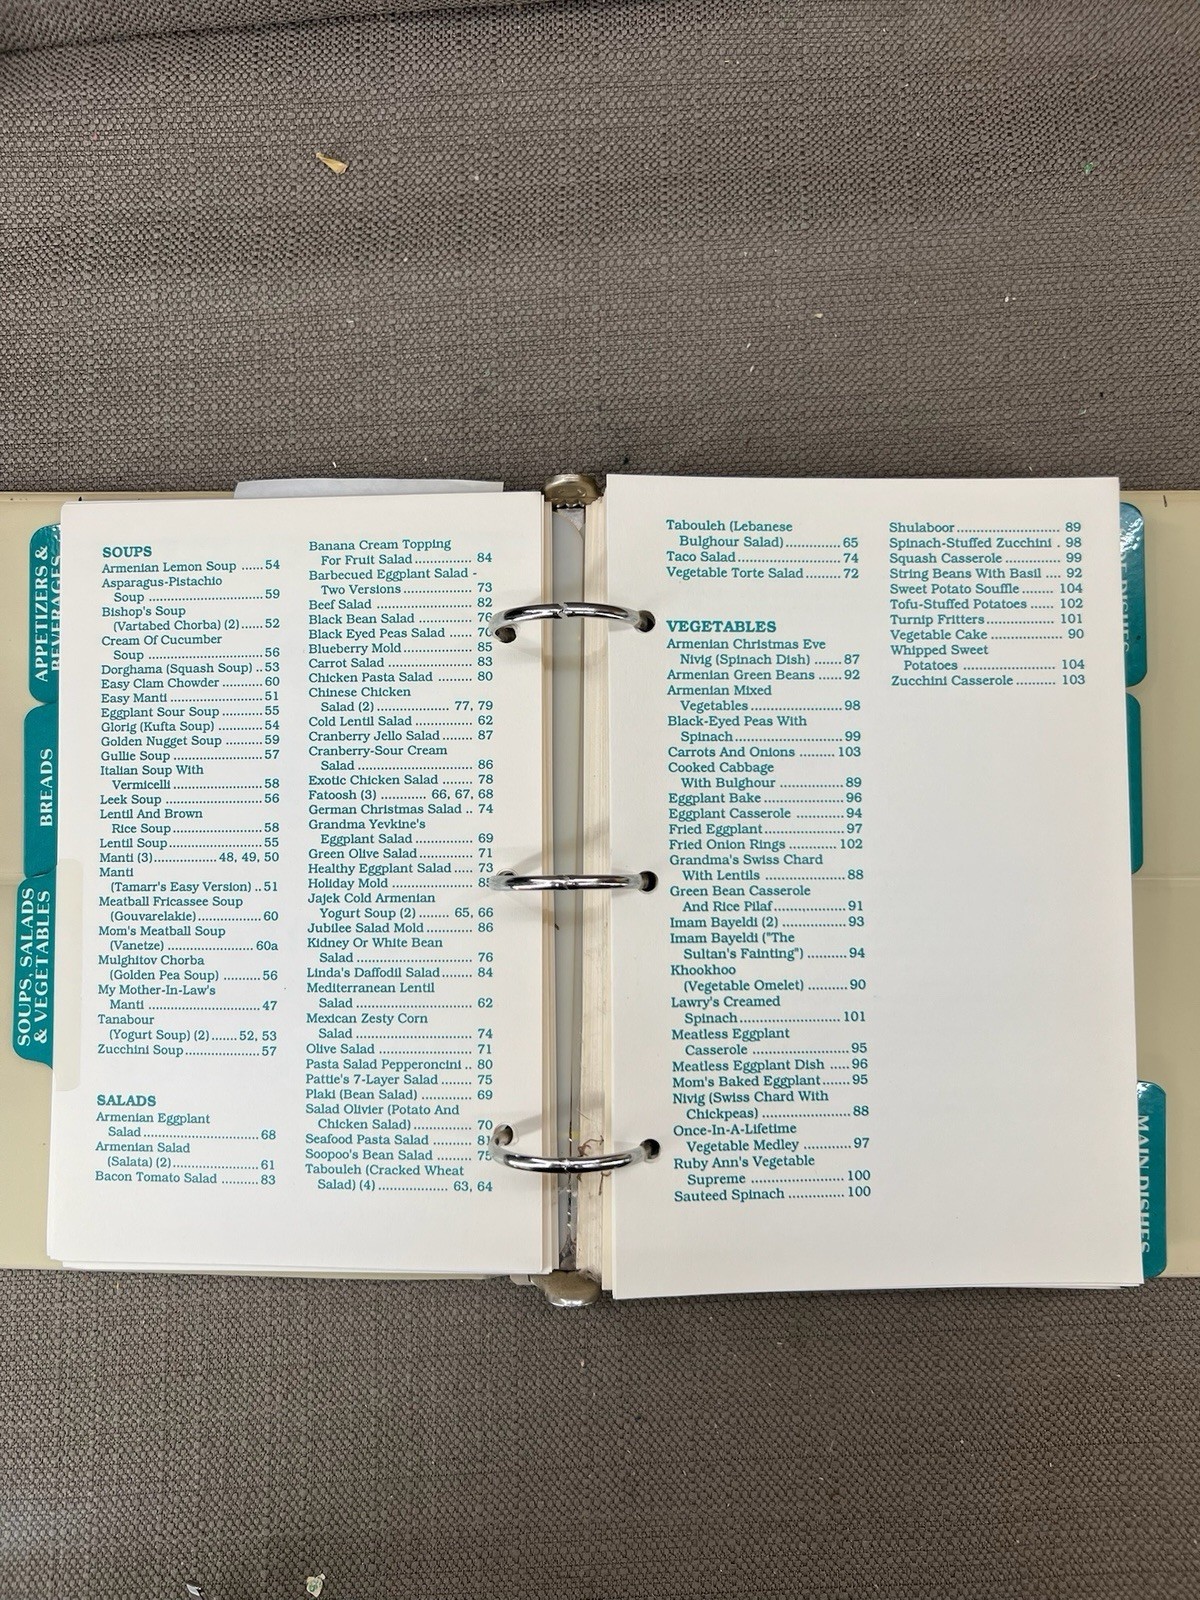 APPETIZERS &
BEVERAGES
BREADS
SOUPS, SALADS
& VEGETABLES
SOUPS
Armenian Lemon Soup ......54
Asparagus-Pistachio
Soup ............................59
Bishop's Soup
(Vartabed Chorba) (2).....52
Cream Of Cucumber
Soup ............................56
Dorghama (Squash Soup) ..53
Easy Clam Chowder ..........60
Easy Manti .......................51
Eggplant Sour Soup ..........55
Glorig (Kufta Soup) ...........54
Golden Nugget Soup .........59
Gullie Soup .......................57
Italian Soup With
Vermicelli ......................58
Leek Soup ........................56
Lentil And Brown
Rice Soup.......................58
Lentil Soup.......................55
Manti (3)..................48, 49, 50
Manti
(Tamarr's Easy Version) ..51
Meatball Fricassee Soup
(Gouvarelakie)................60
Mom's Meatball Soup
(Vanetze) .....................60a
Mulghitov Chorba
(Golden Pea Soup) ..........56
My Mother-In-Law's
Manti ............................47
Tanabour
(Yogurt Soup) (2).......52, 53
Zucchini Soup...................57
SALADS
Armenian Eggplant
Salad.............................68
Armenian Salad
(Salata) (2).....................61
Bacon Tomato Salad ..........83
Banana Cream Topping
For Fruit Salad............... 84
Barbecued Eggplant Salad -
Two Versions.................. 73
Beef Salad ........................ 82
Black Bean Salad .............. 76
Black Eyed Peas Salad ......
Blueberry Mold.................. 85
Carrot Salad ..................... 83
Chicken Pasta Salad .......... 80
Chinese Chicken
Salad (2) .................. 77, 79
Cold Lentil Salad ............... 62
Cranberry Jello Salad ........ 87
Cranberry-Sour Cream
Salad ............................ 86
Exotic Chicken Salad ........ 78
Fatoosh (3) ............ 66, 67, 68
German Christmas Salad .. 74
Grandma Yevkine's
Eggplant Salad............... 69
Green Olive Salad.............. 71
Healthy Eggplant Salad..... 73
Holiday Mold .....................
Jajek Cold Armenian
Yogurt Soup (2) ........ 65, 66
Jubilee Salad Mold ............ 86
Kidney Or White Bean
Salad ............................ 76
Linda's Daffodil Salad........ 84
Mediterranean Lentil
Salad ............................ 62
Mexican Zesty Corn
Salad ............................ 74
Olive Salad ....................... 71
Pasta Salad Pepperoncini .. 80
Pattie's 7-Layer Salad ....... 75
Plaki (Bean Salad) ............. 69
Salad Olivier (Potato And
Chicken Salad)............... 70
Seafood Pasta Salad ..........
Soopoo's Bean Salad .........
Tabouleh (Cracked Wheat
Salad) (4) .................. 63, 64
Tabouleh (Lebanese
Bulghour Salad)............. 65
Taco Salad........................ 74
Vegetable Torte Salad......... 72
VEGETABLES
Armenian Christmas Eve
Nivig (Spinach Dish) ...... 87
Armenian Green Beans ..... 92
Armenian Mixed
Vegetables..................... 98
Black-Eyed Peas With
Spinach......................... 99
Carrots And Onions ........ 103
Cooked Cabbage
With Bulghour ............... 89
Eggplant Bake .................. 96
Eggplant Casserole ........... 94
Fried Eggplant.................. 97
Fried Onion Rings ........... 102
Grandma's Swiss Chard
With Lentils .................. 88
Green Bean Casserole
And Rice Pilaf................ 91
Imam Bayeldi (2) .............. 93
Imam Bayeldi ("The
Sultan's Fainting").......... 94
Khookhoo
(Vegetable Omelet) ......... 90
Lawry's Creamed
Spinach....................... 101
Meatless Eggplant
Casserole ...................... 95
Meatless Eggplant Dish ..... 96
Mom's Baked Eggplant...... 95
Nivig (Swiss Chard With
Chickpeas) .................... 88
Once-In-A-Lifetime
Vegetable Medley ........... 97
Ruby Ann's Vegetable
Supreme ..................... 100
Sauteed Spinach ............. 100
Shulaboor......................... 89
Spinach-Stuffed Zucchini . 98
Squash Casserole .............. 99
String Beans With Basil .... 92
Sweet Potato Souffle........ 104
Tofu-Stuffed Potatoes ...... 102
Turnip Fritters................. 101
Vegetable Cake ................. 90
Whipped Sweet
Potatoes ...................... 104
Zucchini Casserole.......... 103
MAIN DISHES